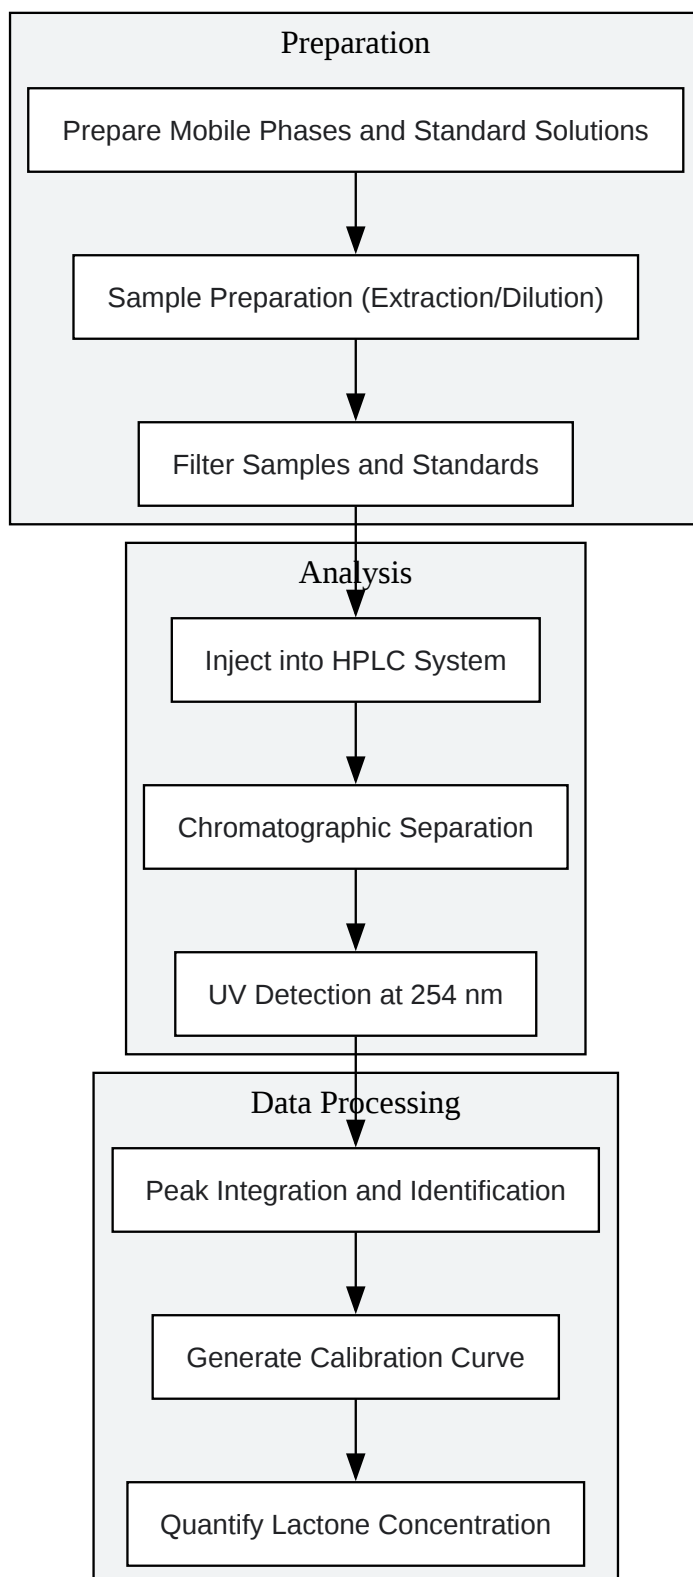 Preparation
Prepare Mobile Phases and Standard Solutions
Sample Preparation (Extraction/Dilution)
Filter Samples and Standards
Analysis
Inject into HPLC System
Chromatographic Separation
UV Detection at 254 nm
Data Processing
Peak Integration and Identification
Generate Calibration Curve
Quantify Lactone Concentration